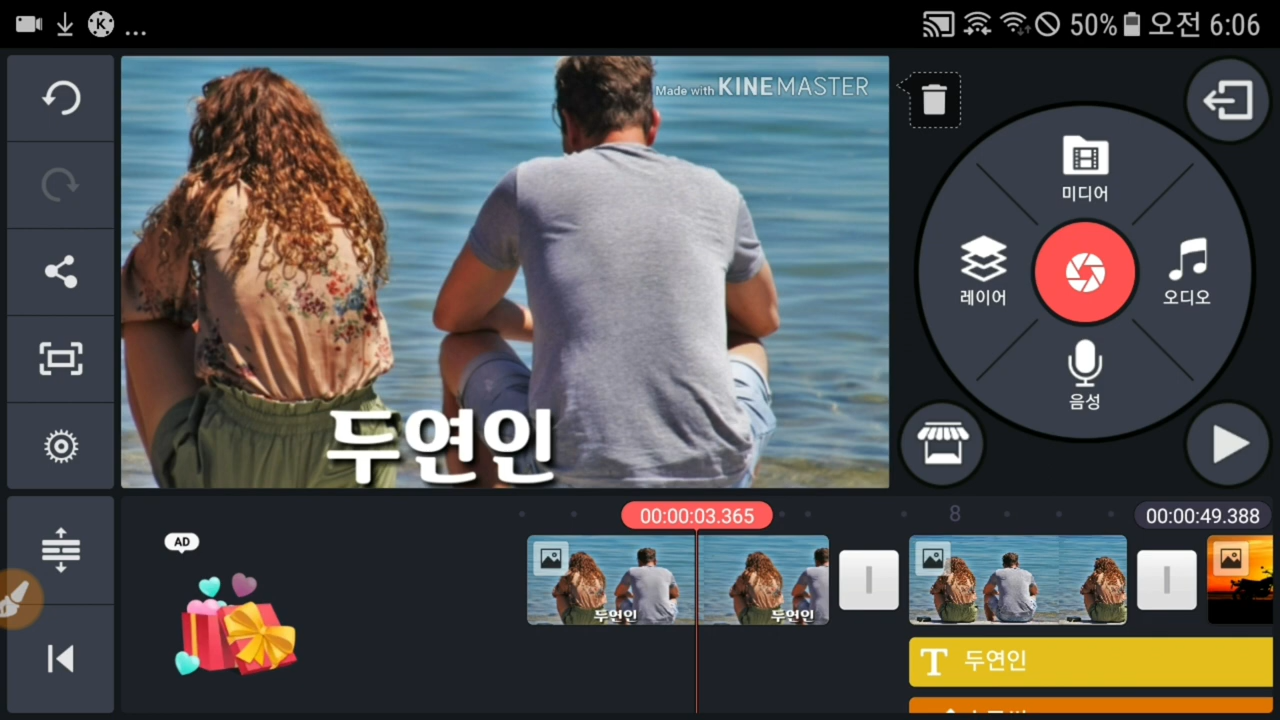 ... 50% 오전 6:06
Made with KINEMASTER
미디어
레이어
오디오
음성
두연인
00:00:03.365
8
00:00:49.388
AD
두연인
두연인
T 두연인